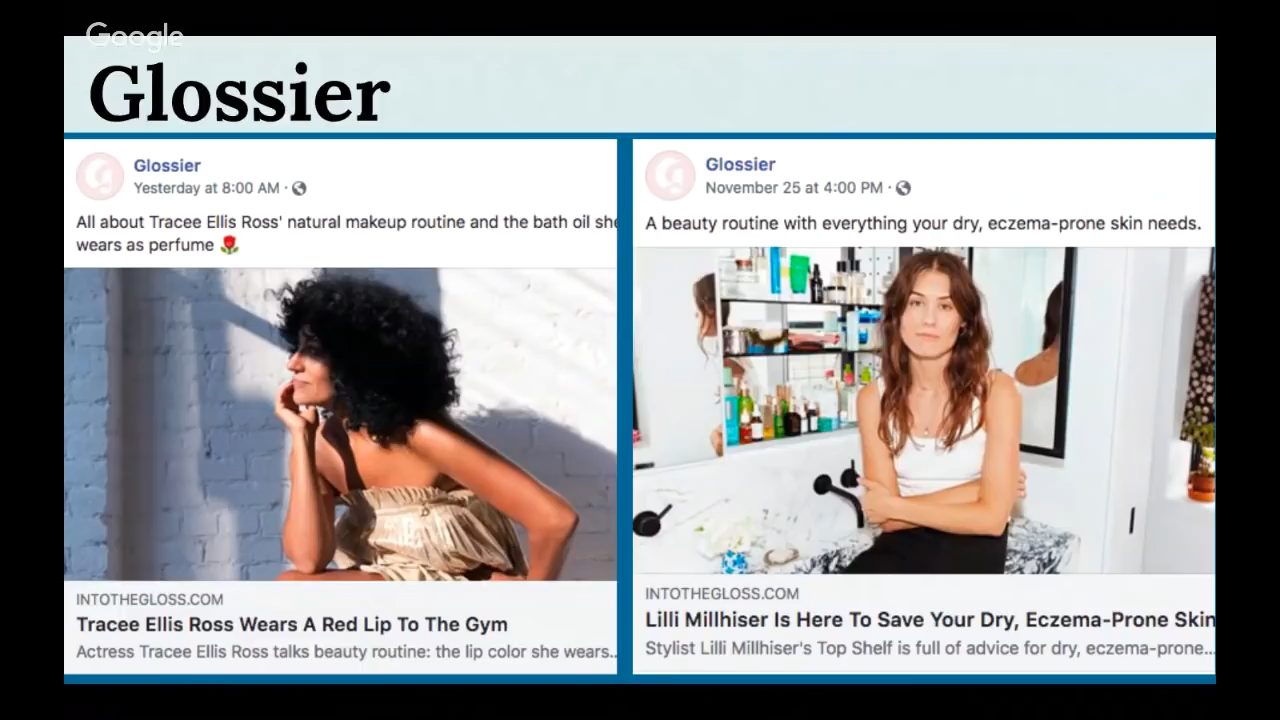 Google
Glossier
Glossier
Yesterday at 8:00 AM ·
All about Tracee Ellis Ross' natural makeup routine and the bath oil she
wears as perfume 🌹
INTOTHEGLOSS.COM
Tracee Ellis Ross Wears A Red Lip To The Gym
Actress Tracee Ellis Ross talks beauty routine: the lip color she wears..
Glossier
November 25 at 4:00 PM ·
A beauty routine with everything your dry, eczema-prone skin needs.
INTOTHEGLOSS.COM
Lilli Millhiser Is Here To Save Your Dry, Eczema-Prone Skin
Stylist Lilli Millhiser's Top Shelf is full of advice for dry, eczema-prone...